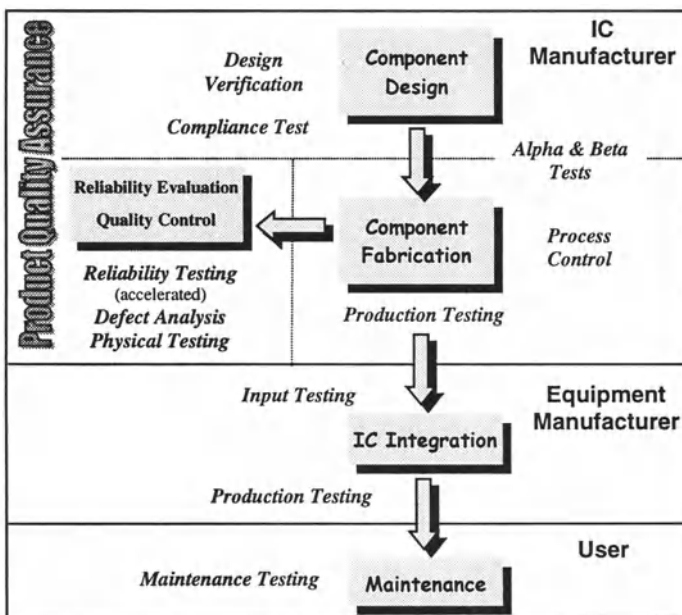 Product Quality Assurance
IC
Manufacturer
Design
Verification
Component
Design
Compliance Test
Alpha & Beta
Tests
Reliability Evaluation
Quality Control
Component
Fabrication
Process
Control
Reliability Testing
(accelerated)
Defect Analysis
Physical Testing
Production Testing
Input Testing
Equipment
Manufacturer
IC Integration
Production Testing
User
Maintenance Testing
Maintenance